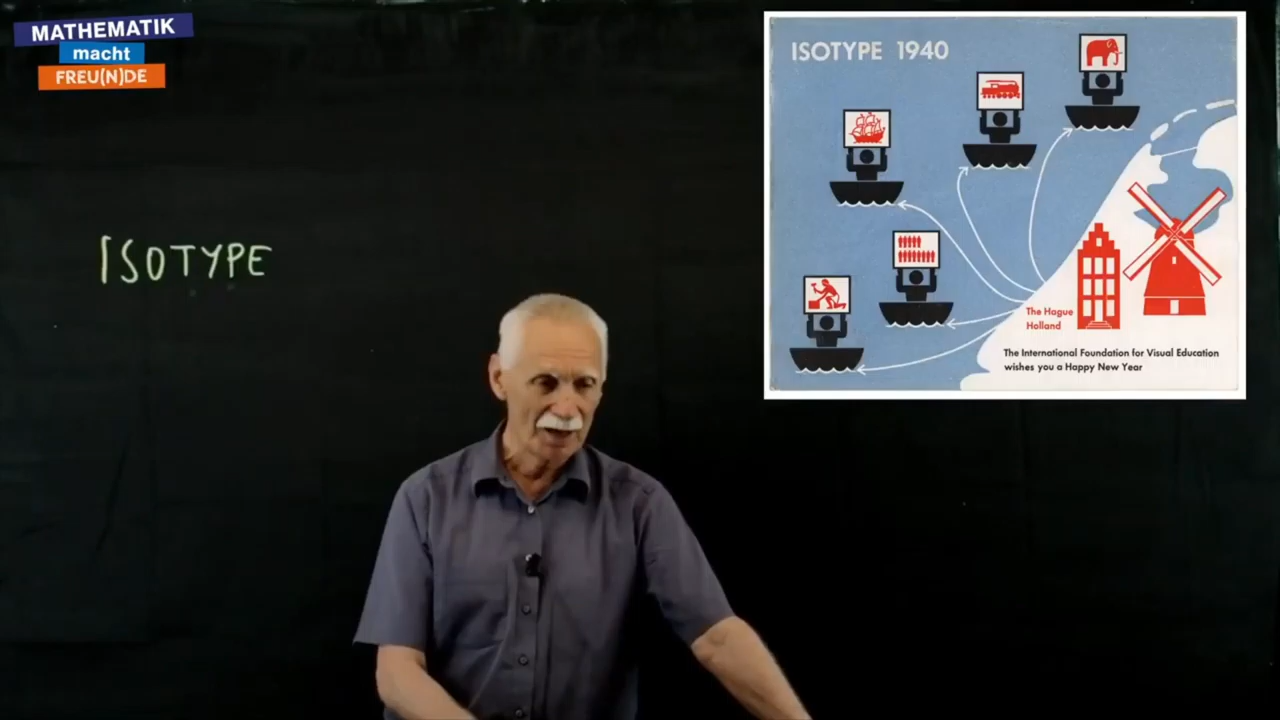 MATHEMATIK
macht
FREU(N)DE
ISOTYPE
ISOTYPE 1940
The Hague
Holland
The International Foundation for Visual Education
wishes you a Happy New Year